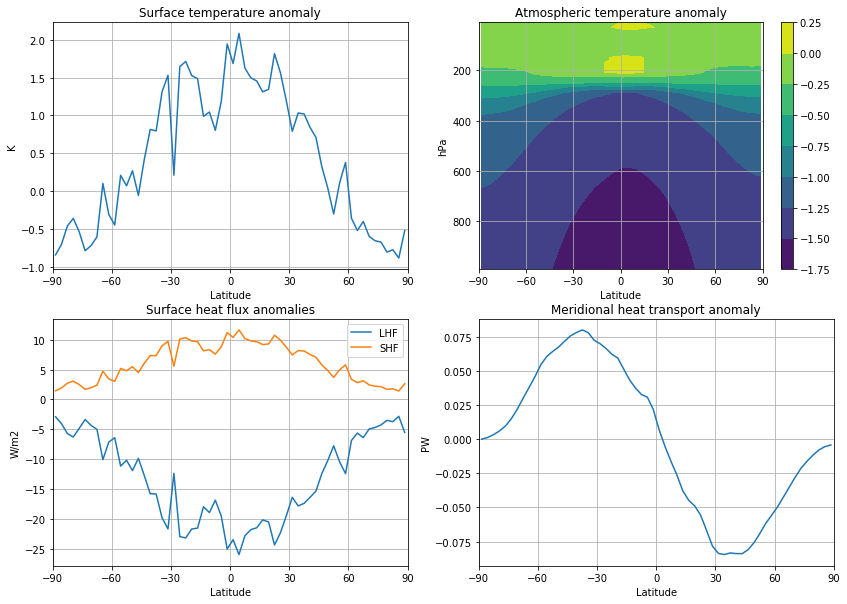 Surface temperature anomaly
2.0
1.5
1.0
0.5
0.0
−0.5
−1.0
K
−90 −60 −30 0 30 60 90
Latitude
Atmospheric temperature anomaly
200
400
600
800
hPa
−90 −60 −30 0 30 60 90
Latitude
0.25
0.00
−0.25
−0.50
−0.75
−1.00
−1.25
−1.50
−1.75
Surface heat flux anomalies
LHF
SHF
10
5
0
−5
−10
−15
−20
−25
W/m2
−90 −60 −30 0 30 60 90
Latitude
Meridional heat transport anomaly
0.075
0.050
0.025
0.000
−0.025
−0.050
−0.075
PW
−90 −60 −30 0 30 60 90
Latitude